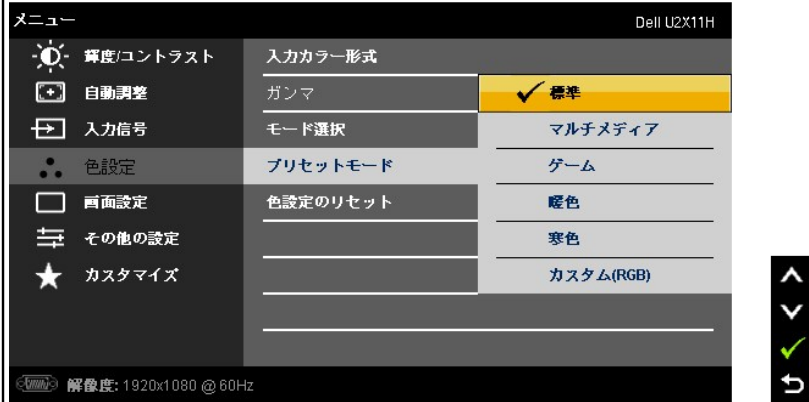 メニュー
Dell U2X11H
輝度/コントラスト
自動調整
入力信号
色設定
画面設定
その他の設定
カスタマイズ
入力カラー形式
ガンマ
モード選択
プリセットモード
色設定のリセット
標準
マルチメディア
ゲーム
暖色
寒色
カスタム(RGB)
解像度: 1920x1080 @ 60Hz